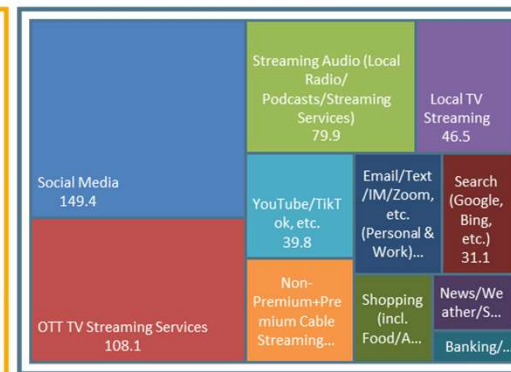 Social Media
149.4
OTT TV Streaming Services
108.1
Streaming Audio (Local
Radio/
Podcasts/Streaming
Services)
79.9
Local TV
Streaming
46.5
YouTube/TikT
ok, etc.
39.8
Non-
Premium+Pre
mium Cable
Streaming...
Email/Text
/IM/Zoom,
etc.
(Personal &
Work)...
Search
(Google,
Bing,
etc.)
31.1
Shopping
(incl.
Food/A...
News/We
ather/S...
Banking/...